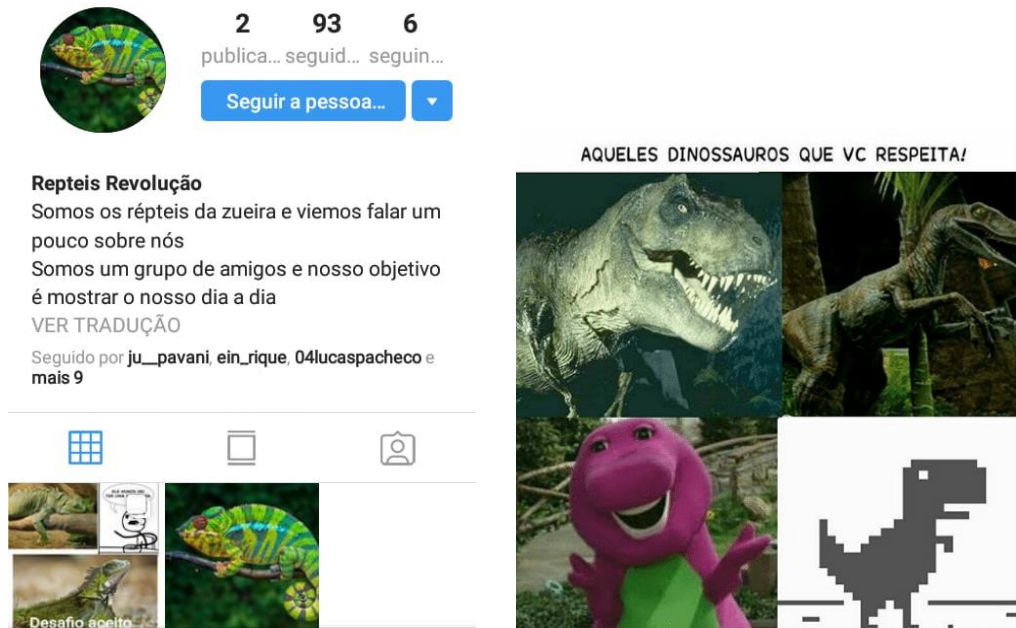 2 93 6
publica... seguid... seguin...
Seguir a pessoa...
Repteis Revolução
Somos os répteis da zueira e viemos falar um
pouco sobre nós
Somos um grupo de amigos e nosso objetivo
é mostrar o nosso dia a dia
VER TRADUÇÃO
Seguido por ju__pavani, ein_rique, 04lucaspacheco e
mais 9
Desafio aceito
AQUELES DINOSSAUROS QUE VC RESPEITA!